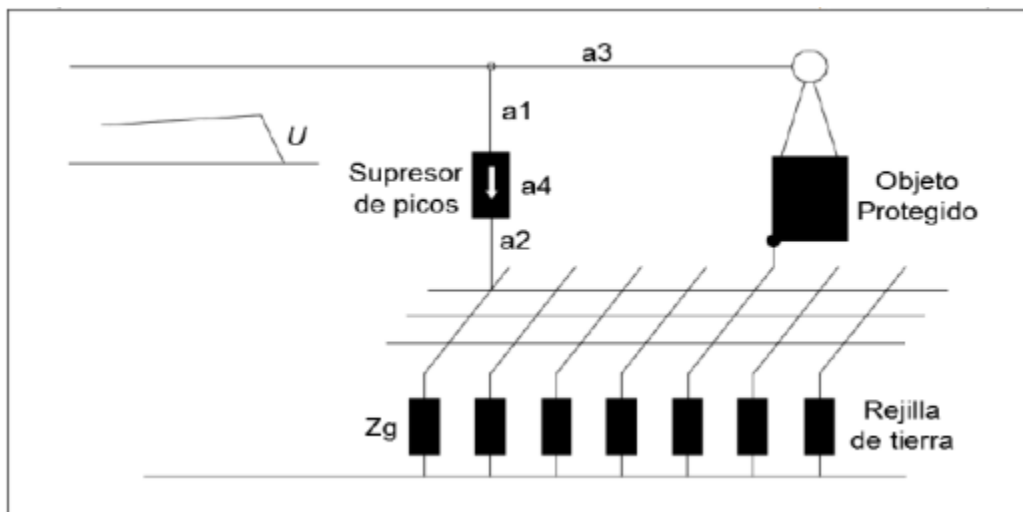 a3
a1
U
Supresor
de picos
a4
Objeto
Protegido
a2
Zg
Rejilla
de tierra